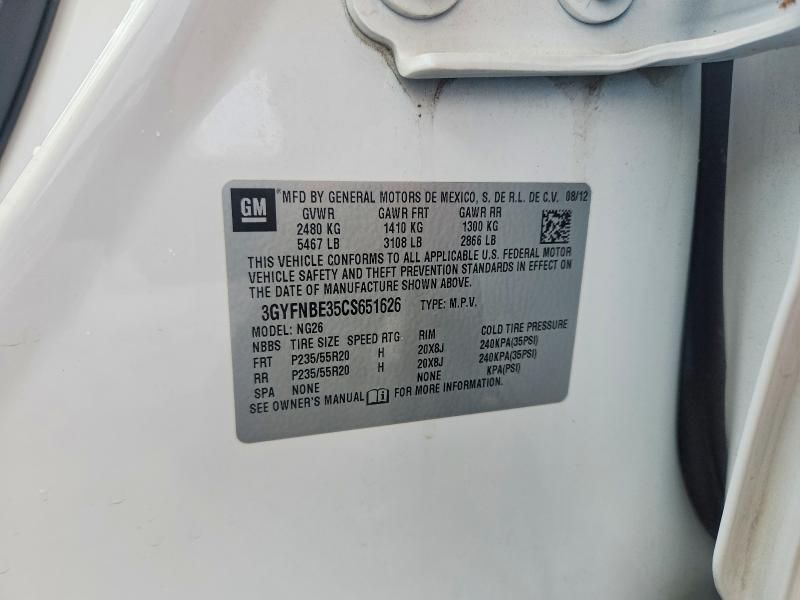 GM ® MFD BY GENERAL MOTORS DE MEXICO, S. DE R.L. DE C.V. 08/12
GVWR GAWR FRT GAWR RR
2480 KG 1410 KG 1300 KG
5467 LB 3108 LB 2866 LB
THIS VEHICLE CONFORMS TO ALL APPLICABLE U.S. FEDERAL MOTOR
VEHICLE SAFETY AND THEFT PREVENTION STANDARDS IN EFFECT ON
THE DATE OF MANUFACTURE SHOWN ABOVE.
3GYFNBE35CS651626 TYPE: M.P.V.
MODEL: NG26
NBBS TIRE SIZE SPEED RTG RIM COLD TIRE PRESSURE
FRT P235/55R20 H 20X8J 240KPA(35PSI)
RR P235/55R20 H 20X8J 240KPA(35PSI)
SPA NONE NONE KPA(PSI)
SEE OWNER'S MANUAL FOR MORE INFORMATION.